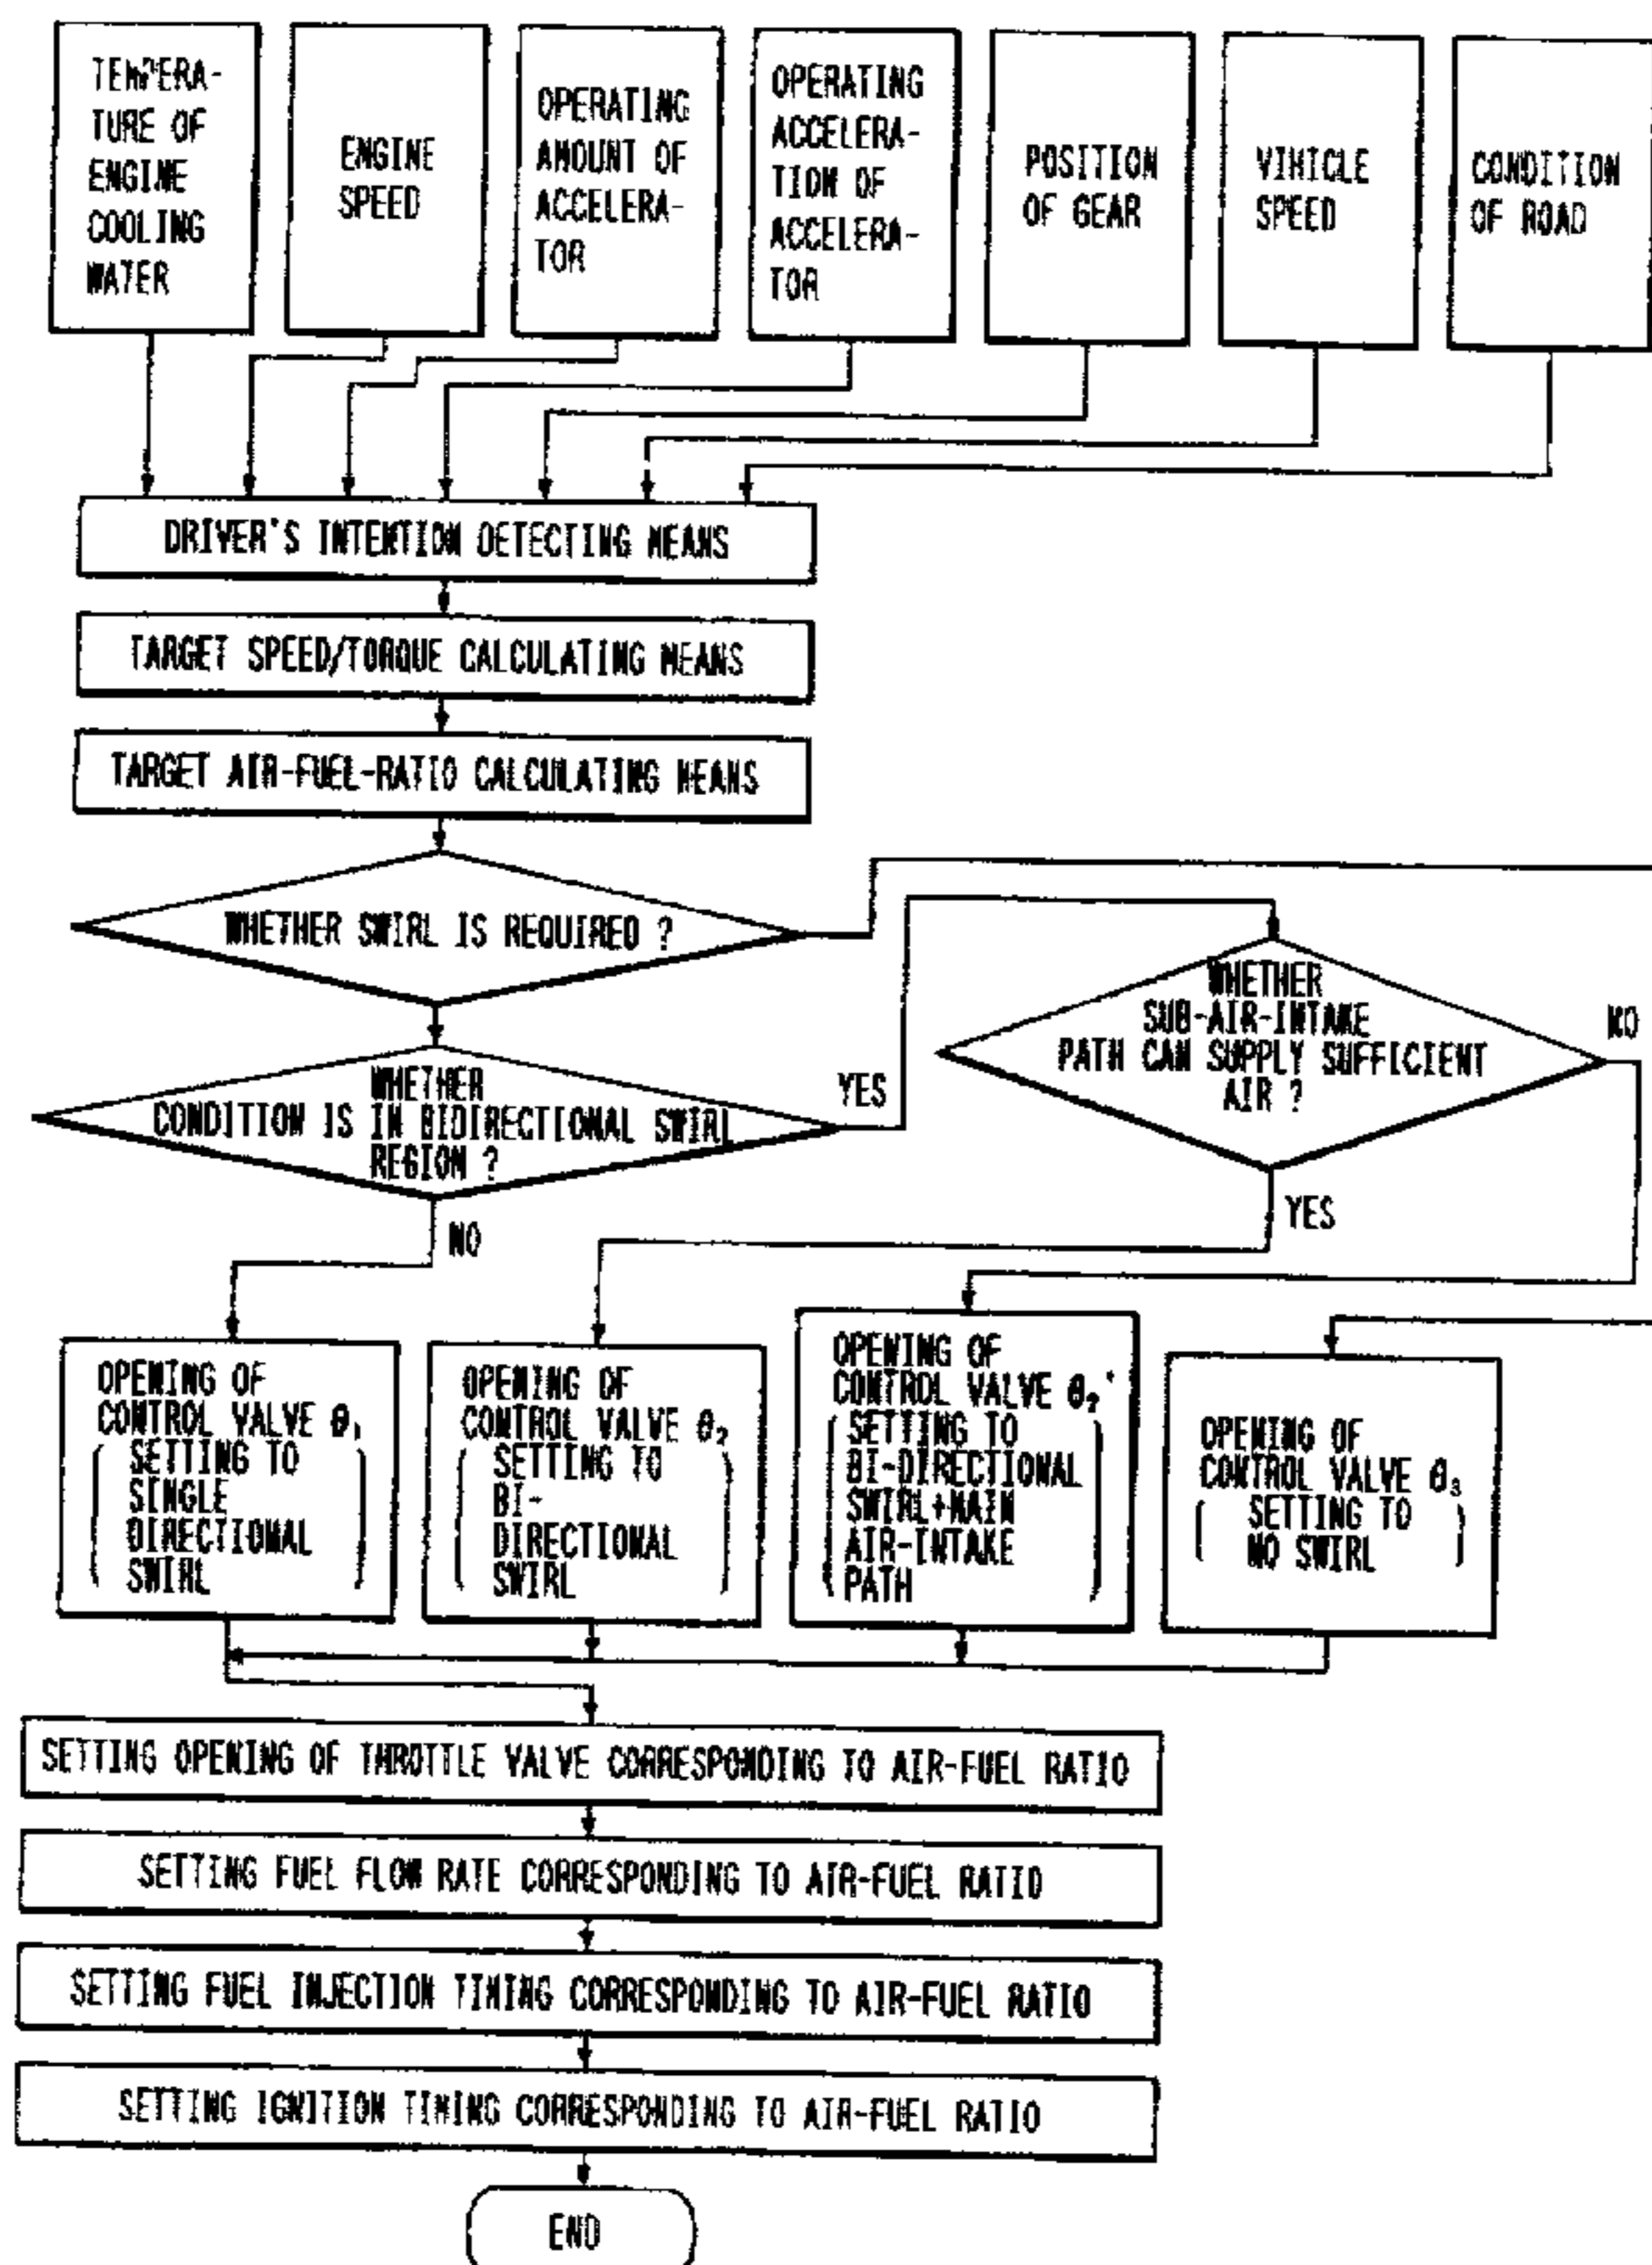 TEMPERA-
TURE OF
ENGINE
COOLING
WATER
ENGINE
SPEED
OPERATING
AMOUNT OF
ACCELERA-
TOR
OPERATING
ACCELERA-
TION OF
ACCELERA-
TOR
POSITION
OF GEAR
VIHICLE
SPEED
CONDITION
OF ROAD
DRIVER'S INTENTION DETECTING MEANS
TARGET SPEED/TORQUE CALCULATING MEANS
TARGET AIR-FUEL-RATIO CALCULATING MEANS
WHETHER SWIRL IS REQUIRED ?
WHETHER
SUB-AIR-INTAKE
PATH CAN SUPPLY SUFFICIENT
AIR ?
NO
YES
WHETHER
CONDITION IS IN BIDIRECTIONAL SWIRL
REGION ?
YES
NO
OPENING OF
CONTROL VALVE θ₁
( SETTING TO
SINGLE
DIRECTIONAL
SWIRL )
OPENING OF
CONTROL VALVE θ₂
( SETTING TO
BI-
DIRECTIONAL
SWIRL )
OPENING OF
CONTROL VALVE θ₂'
( SETTING TO
BI-DIRECTIONAL
SWIRL+MAIN
AIR-INTAKE
PATH )
OPENING OF
CONTROL VALVE θ₃
( SETTING TO
NO SWIRL )
SETTING OPENING OF THROTTLE VALVE CORRESPONDING TO AIR-FUEL RATIO
SETTING FUEL FLOW RATE CORRESPONDING TO AIR-FUEL RATIO
SETTING FUEL INJECTION TIMING CORRESPONDING TO AIR-FUEL RATIO
SETTING IGNITION TIMING CORRESPONDING TO AIR-FUEL RATIO
END